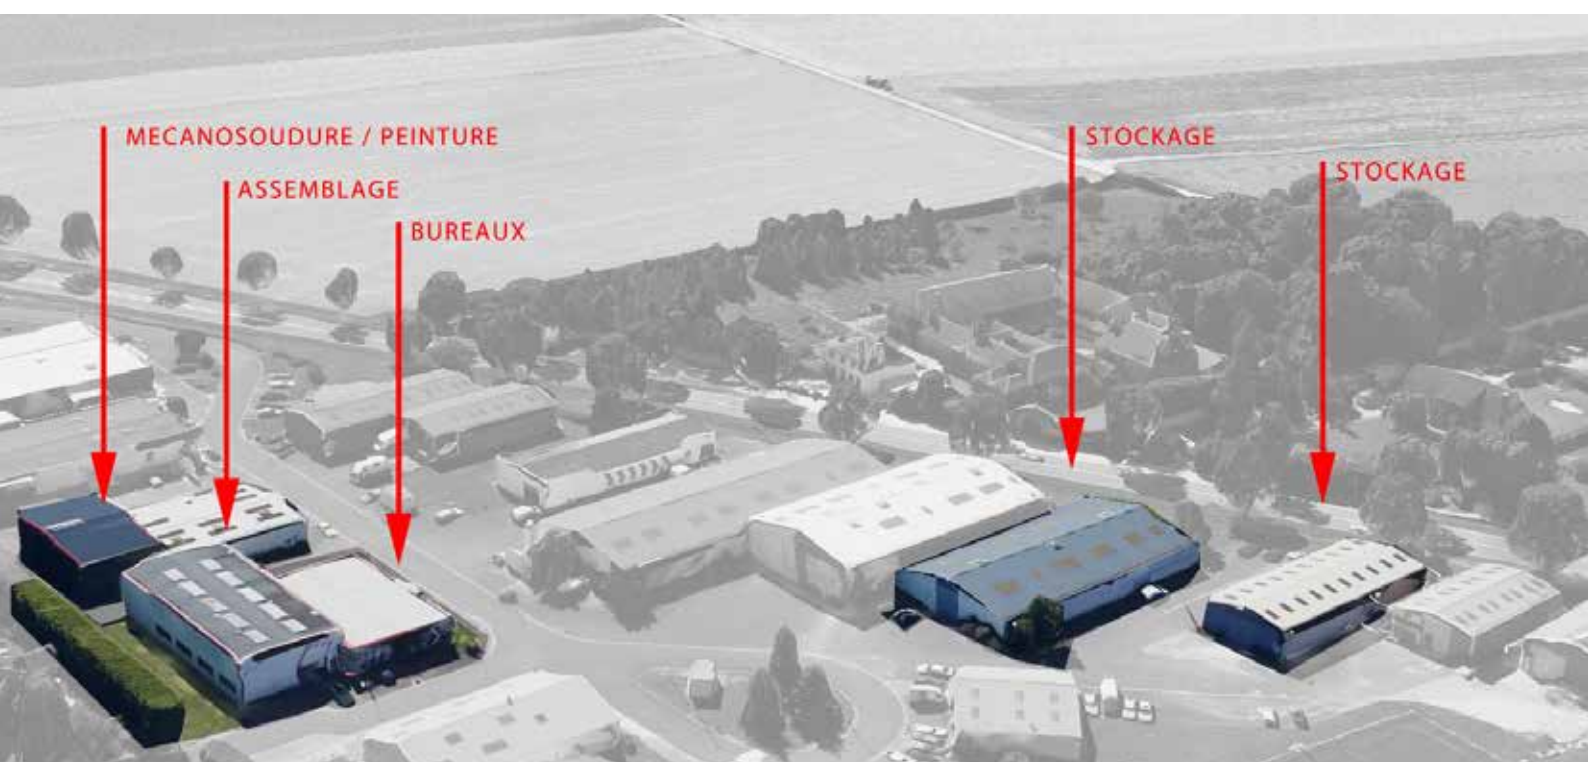 MECANOSOUDURE / PEINTURE
ASSEMBLAGE
BUREAUX
STOCKAGE
STOCKAGE